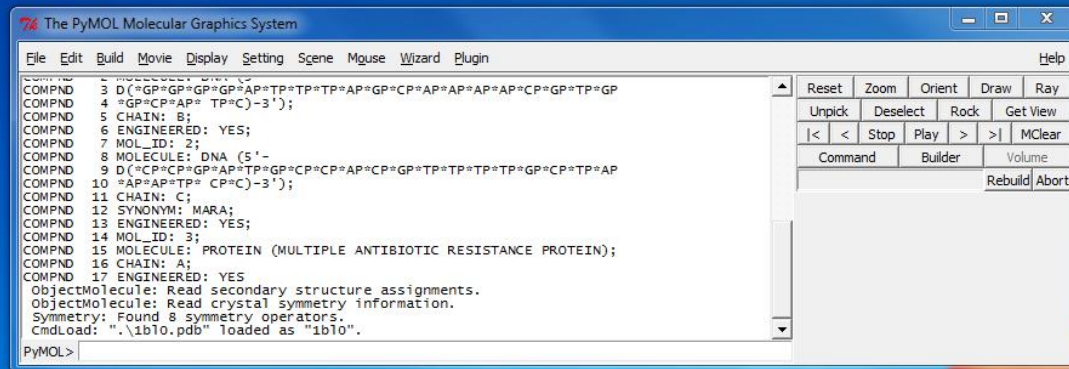 The PyMOL Molecular Graphics System
File Edit Build Movie Display Setting Scene Mouse Wizard Plugin Help
COMPND 2 MOLECULE: DNA (5'-
COMPND 3 D(*GP*GP*GP*GP*AP*TP*TP*TP*AP*GP*CP*AP*AP*AP*AP*CP*GP*TP*GP
COMPND 4 *GP*CP*AP* TP*C)-3');
COMPND 5 CHAIN: B;
COMPND 6 ENGINEERED: YES;
COMPND 7 MOL_ID: 2;
COMPND 8 MOLECULE: DNA (5'-
COMPND 9 D(*CP*CP*GP*AP*TP*GP*CP*CP*AP*CP*GP*TP*TP*TP*TP*GP*CP*TP*AP
COMPND 10 *AP*AP*TP* CP*C)-3');
COMPND 11 CHAIN: C;
COMPND 12 SYNONYM: MARA;
COMPND 13 ENGINEERED: YES;
COMPND 14 MOL_ID: 3;
COMPND 15 MOLECULE: PROTEIN (MULTIPLE ANTIBIOTIC RESISTANCE PROTEIN);
COMPND 16 CHAIN: A;
COMPND 17 ENGINEERED: YES
ObjectMolecule: Read secondary structure assignments.
ObjectMolecule: Read crystal symmetry information.
Symmetry: Found 8 symmetry operators.
CmdLoad: ".\1bl0.pdb" loaded as "1bl0".
PyMOL>
Reset Zoom Orient Draw Ray
Unpick Deselect Rock Get View
|< < Stop Play > >| MClear
Command Builder Volume
Rebuild Abort